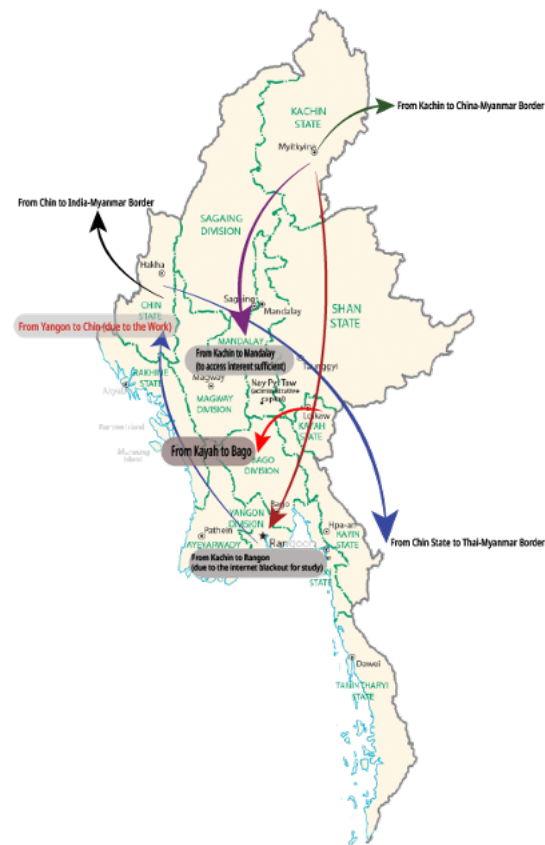 KACHIN
STATE
From Kachin to China-Myanmar Border
Myitkyina
From Chin to India-Myanmar Border
SAGAING
DIVISION
Hakha
CHIN
STATE
Sagaing
Mandalay
SHAN
STATE
From Yangon to Chin (due to the Work)
MANDALAY
From Kachin to Mandalay
(to access interent sufficient)
Taunggyi
RAKHINE
STATE
Magway
Nay Pyi Taw
(administrative
capital)
MAGWAY
DIVISION
Loikaw
KAYAH
STATE
From Kayah to Bago
BAGO
DIVISION
Bago
YANGON
DIVISION
Pathein
Rangoon
Hpa-an
KAYIN
STATE
AYEYARWADY
From Chin State to Thai-Myanmar Border
From Kachin to Rangon
(due to the internet blackout for study)
STATE
Dawei
TANINTHARYI
STATE